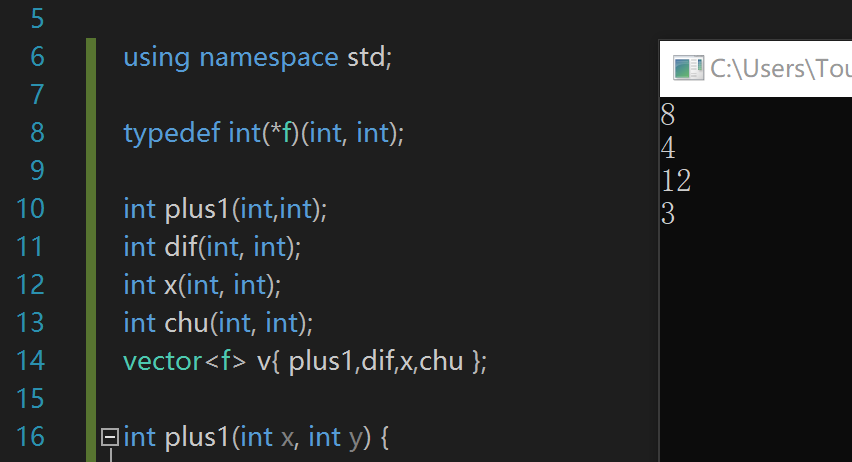 5
6 using namespace std;
7
8 typedef int(*f)(int, int);
9
10 int plus1(int,int);
11 int dif(int, int);
12 int x(int, int);
13 int chu(int, int);
14 vector<f> v{ plus1,dif,x,chu };
15
16 int plus1(int x, int y) {
C:\Users\Tou
8
4
12
3